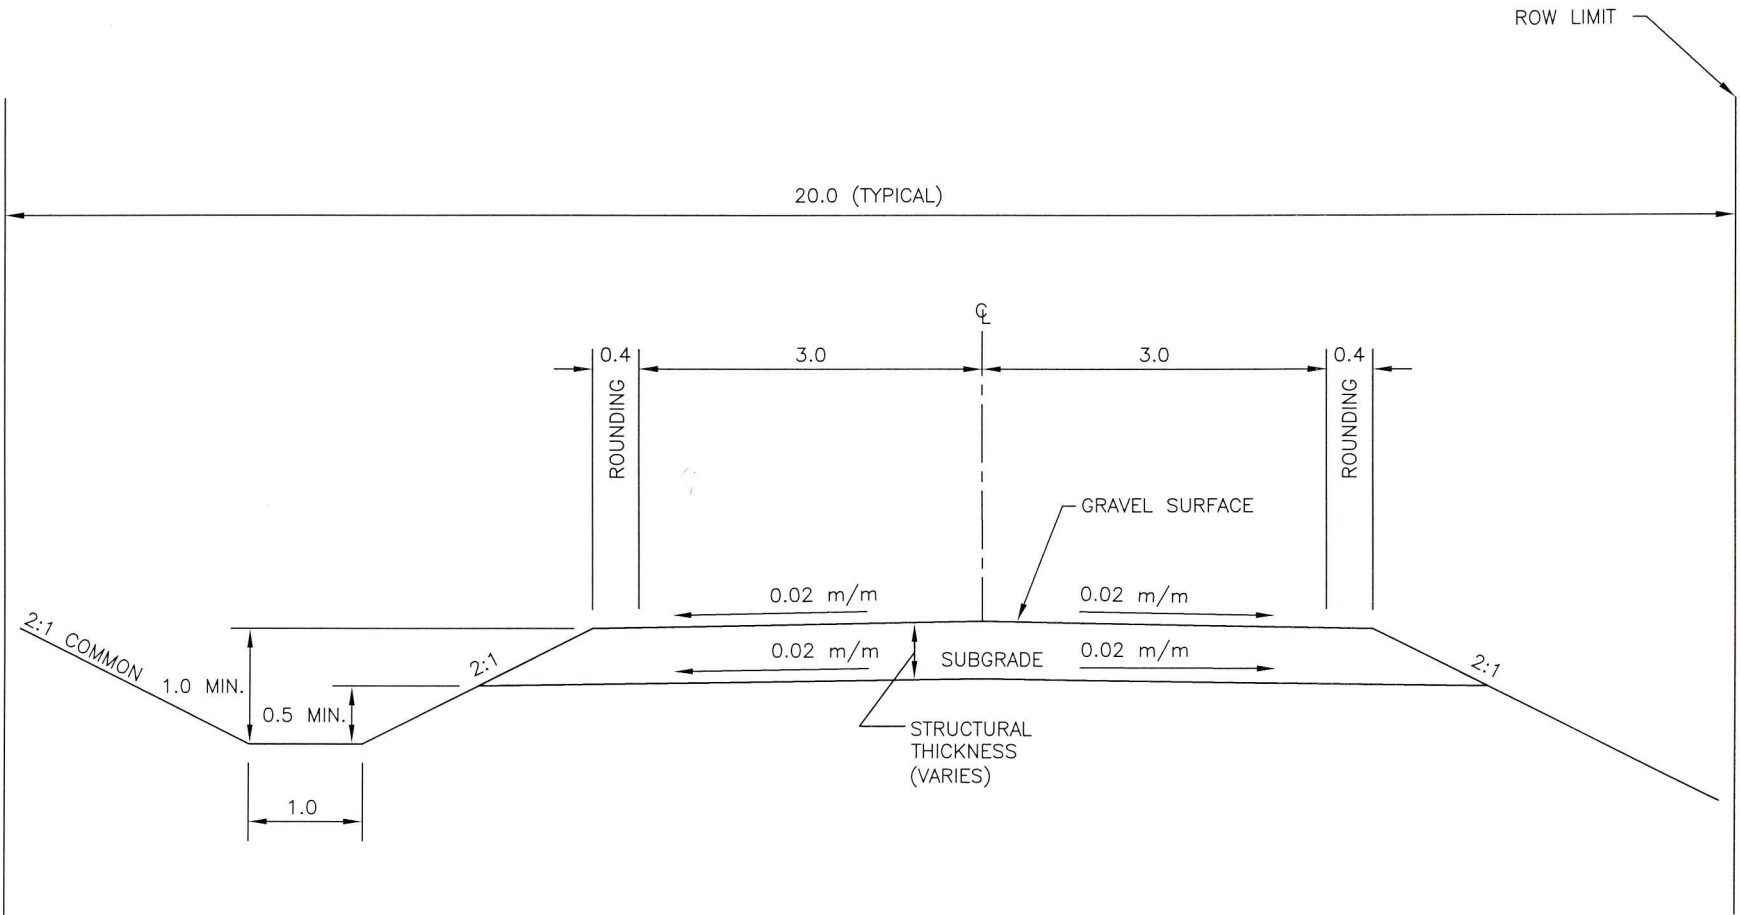 ROW LIMIT
20.0 (TYPICAL)
℄
0.4
3.0
3.0
0.4
ROUNDING
ROUNDING
GRAVEL SURFACE
0.02 m/m
0.02 m/m
2:1 COMMON
2:1
0.02 m/m
SUBGRADE
0.02 m/m
2:1
1.0 MIN.
0.5 MIN.
STRUCTURAL
THICKNESS
(VARIES)
1.0